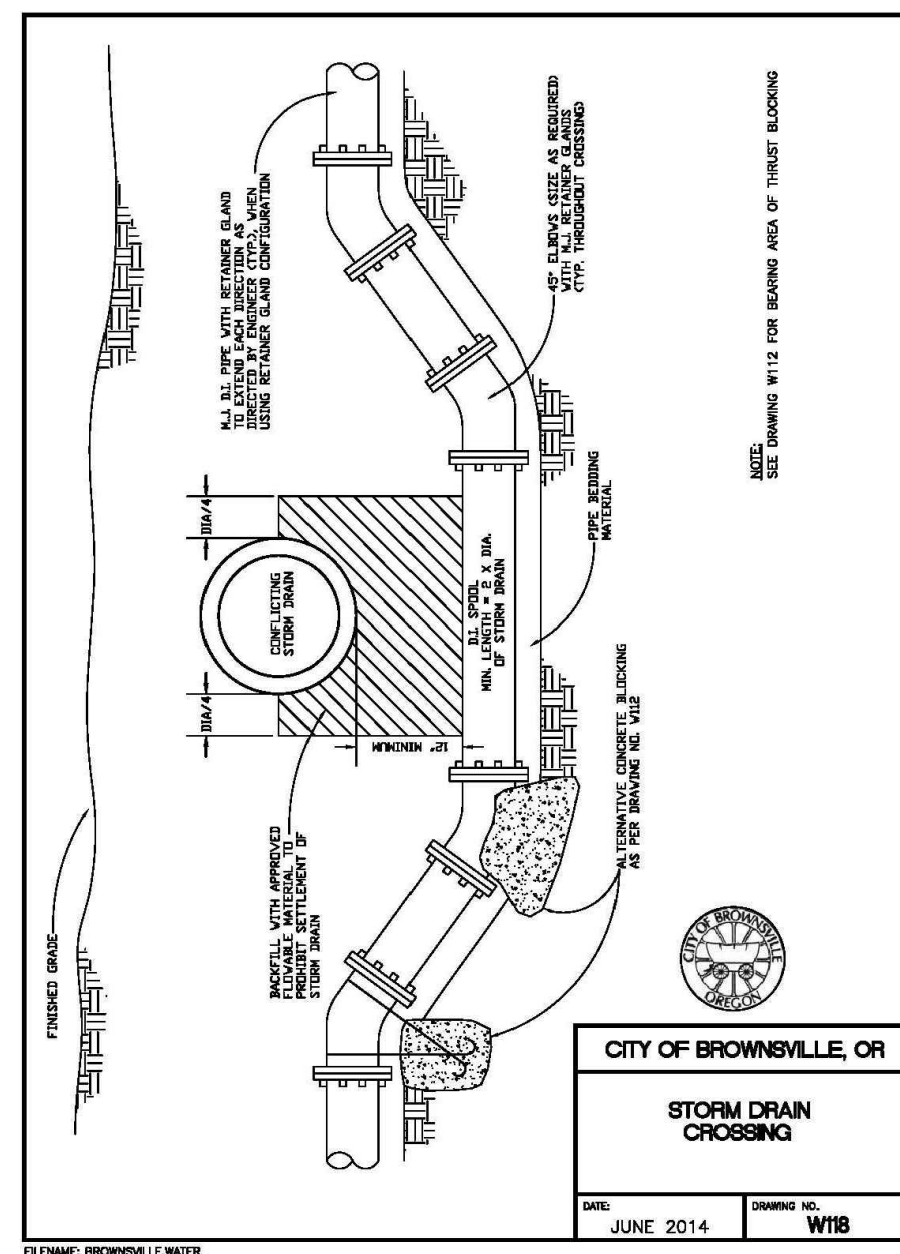 FINISHED GRADE
M.J. D.I. PIPE WITH RETAINER GLAND
TO EXTEND EACH DIRECTION AS
DIRECTED BY ENGINEER (TYP.), WHEN
USING RETAINER GLAND CONFIGURATION
DIA/4
DIA/4
CONFLICTING
STORM DRAIN
12" MINIMUM
BACKFILL WITH APPROVED
FLOWABLE MATERIAL TO
PROHIBIT SETTLEMENT OF
STORM DRAIN
D.I. SPOOL
MIN. LENGTH = 2 X DIA.
OF STORM DRAIN
45° ELBOWS (SIZE AS REQUIRED)
WITH M.J. RETAINER GLANDS
(TYP. THROUGHOUT CROSSING)
PIPE BEDDING
MATERIAL
ALTERNATIVE CONCRETE BLOCKING
AS PER DRAWING NO. W112
NOTE:
SEE DRAWING W112 FOR BEARING AREA OF THRUST BLOCKING
CITY OF BROWNSVILLE
OREGON
CITY OF BROWNSVILLE, OR
STORM DRAIN
CROSSING
DATE:
JUNE 2014
DRAWING NO.
W118
FILENAME: BROWNSVILLE WATER